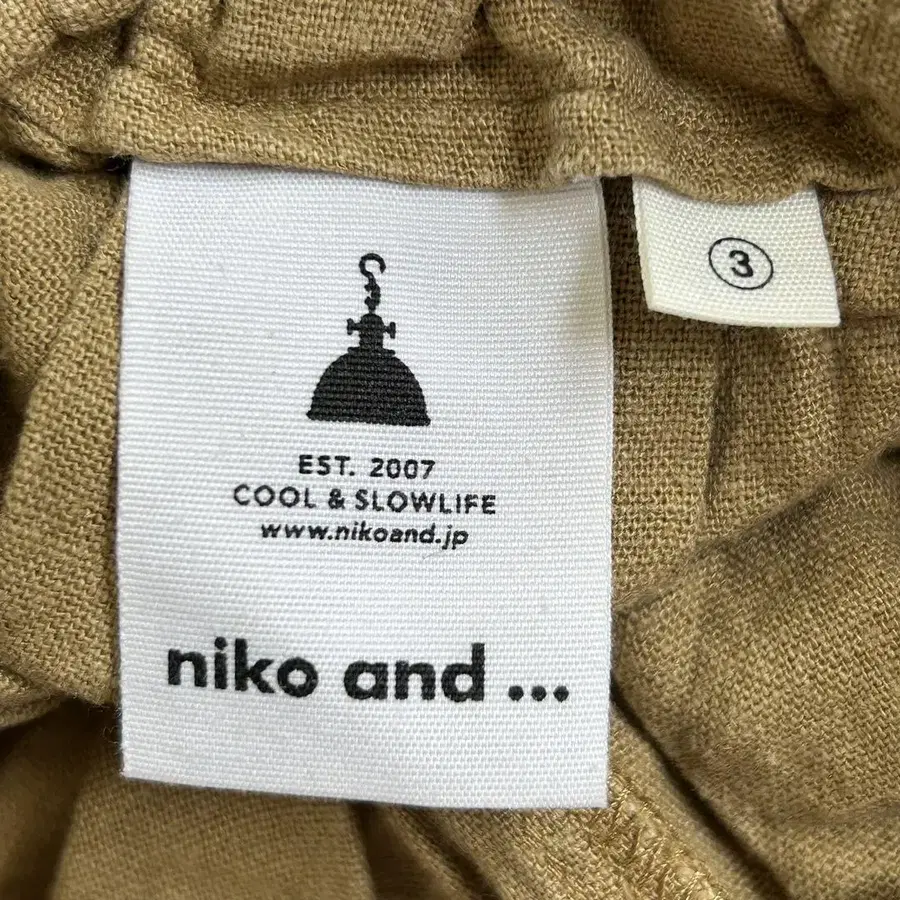 EST. 2007
COOL & SLOWLIFE
www.nikoand.jp
niko and ...
3